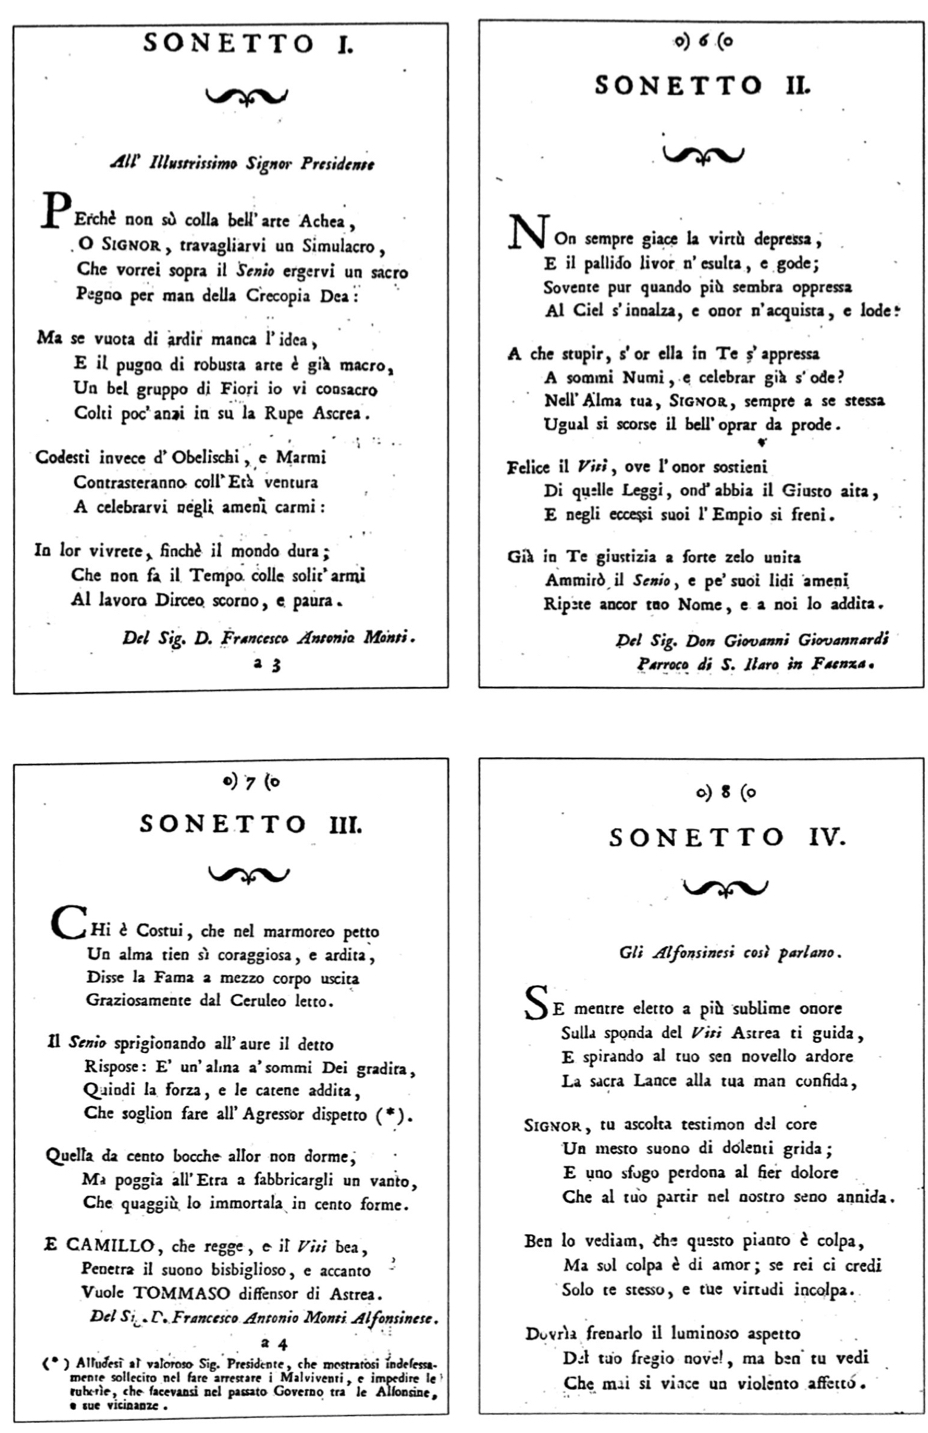 SONETTO I.
All' Illustrissimo Signor Presidente
PErchè non sù colla bell' arte Achea,
O SIGNOR, travagliarvi un Simulacro,
Che vorrei sopra il Senio ergervi un sacro
Pegno per man della Crecopia Dea:
Ma se vuota di ardir manca l'idea,
E il pugno di robusta arte è già macro,
Un bel gruppo di Fiori io vi consacro
Colti poc' anzi in su la Rupe Ascrea.
Codesti invece d'Obelischi, e Marmi
Contrasteranno coll' Età ventura
A celebrarvi negli ameni carmi:
In lor vivrete, finchè il mondo dura;
Che non fa il Tempo colle solit' armi
Al lavoro Dirceo scorno, e paura.
Del Sig. D. Francesco Antonio Monti.
a 3
o) 6 (o
SONETTO II.
NOn sempre giace la virtù depressa,
E il pallido livor n' esulta, e gode;
Sovente pur quando più sembra oppressa
Al Ciel s'innalza, e onor n'acquista, e lode:
A che stupir, s' or ella in Te s' appressa
A sommi Numi, e celebrar già s' ode?
Nell' Alma tua, SIGNOR, sempre a se stessa
Ugual si scorse il bell' oprar da prode.
Felice il Viti, ove l'onor sostieni
Di quelle Leggi, ond' abbia il Giusto aita,
E negli eccessi suoi l'Empio si freni.
Già in Te giustizia a forte zelo unita
Ammirò il Senio, e pe' suoi lidi ameni
Ripete ancor tuo Nome, e a noi lo addita.
Del Sig. Don Giovanni Giovannardi
Parroco di S. Ilaro in Faenza.
o) 7 (o
SONETTO III.
CHi è Costui, che nel marmoreo petto
Un alma tien sì coraggiosa, e ardita,
Disse la Fama a mezzo corpo uscita
Graziosamente dal Ceruleo letto.
Il Senio sprigionando all' aure il detto
Rispose: E' un' alma a' sommi Dei gradita,
Quindi la forza, e le catene addita,
Che soglion fare all' Agressor dispetto (*).
Quella da cento bocche allor non dorme,
Ma poggia all' Etra a fabbricargli un vanto,
Che quaggiù lo immortala in cento forme.
E CAMILLO, che regge, e il Viti bea,
Penetra il suono bisbiglioso, e accanto
Vuole TOMMASO diffensor di Astrea.
Del Sig. D. Francesco Antonio Monti Alfonsinese.
a 4
(*) Alludesi al valoroso Sig. Presidente, che mostratosi indefessa-
mente sollecito nel fare arrestare i Malviventi, e impedire le
ruberie, che facevansi nel passato Governo tra le Alfonsine,
e sue vicinanze.
o) 8 (o
SONETTO IV.
Gli Alfonsinesi così parlano.
SE mentre eletto a più sublime onore
Sulla sponda del Viti Astrea ti guida,
E spirando al tuo sen novello ardore
La sacra Lance alla tua man confida,
SIGNOR, tu ascolta testimon del core
Un mesto suono di dolenti grida;
E uno sfogo perdona al fier dolore
Che al tuo partir nel nostro seno annida.
Ben lo vediam, che questo pianto è colpa,
Ma sol colpa è di amor; se rei ci credi
Solo te stesso, e tue virtudi incolpa.
Dovria frenarlo il luminoso aspetto
Del tuo fregio novel, ma ben tu vedi
Che mai si vince un violento affetto.